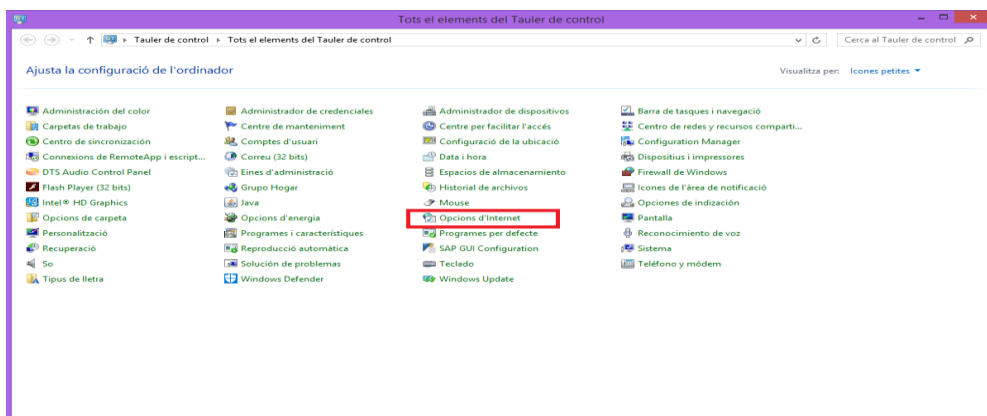 Tots el elements del Tauler de control
Tauler de control Tots el elements del Tauler de control Cerca al Tauler de control
Ajusta la configuració de l'ordinador Visualitza per: Icones petites
Administración del color Administrador de credenciales Administrador de dispositivos Barra de tasques i navegació
Carpetas de trabajo Centre de manteniment Centre per facilitar l'accés Centro de redes y recursos comparti...
Centro de sincronización Comptes d'usuari Configuració de la ubicació Configuration Manager
Connexions de RemoteApp i escript... Correu (32 bits) Data i hora Dispositius i impressores
DTS Audio Control Panel Eines d'administració Espacios de almacenamiento Firewall de Windows
Flash Player (32 bits) Grupo Hogar Historial de archivos Icones de l'àrea de notificació
Intel® HD Graphics Java Mouse Opciones de indización
Opcions de carpeta Opcions d'energia Opcions d'Internet Pantalla
Personalització Programes i característiques Programes per defecte Reconocimiento de voz
Recuperació Reproducció automàtica SAP GUI Configuration Sistema
So Solución de problemas Teclado Teléfono y módem
Tipus de lletra Windows Defender Windows Update